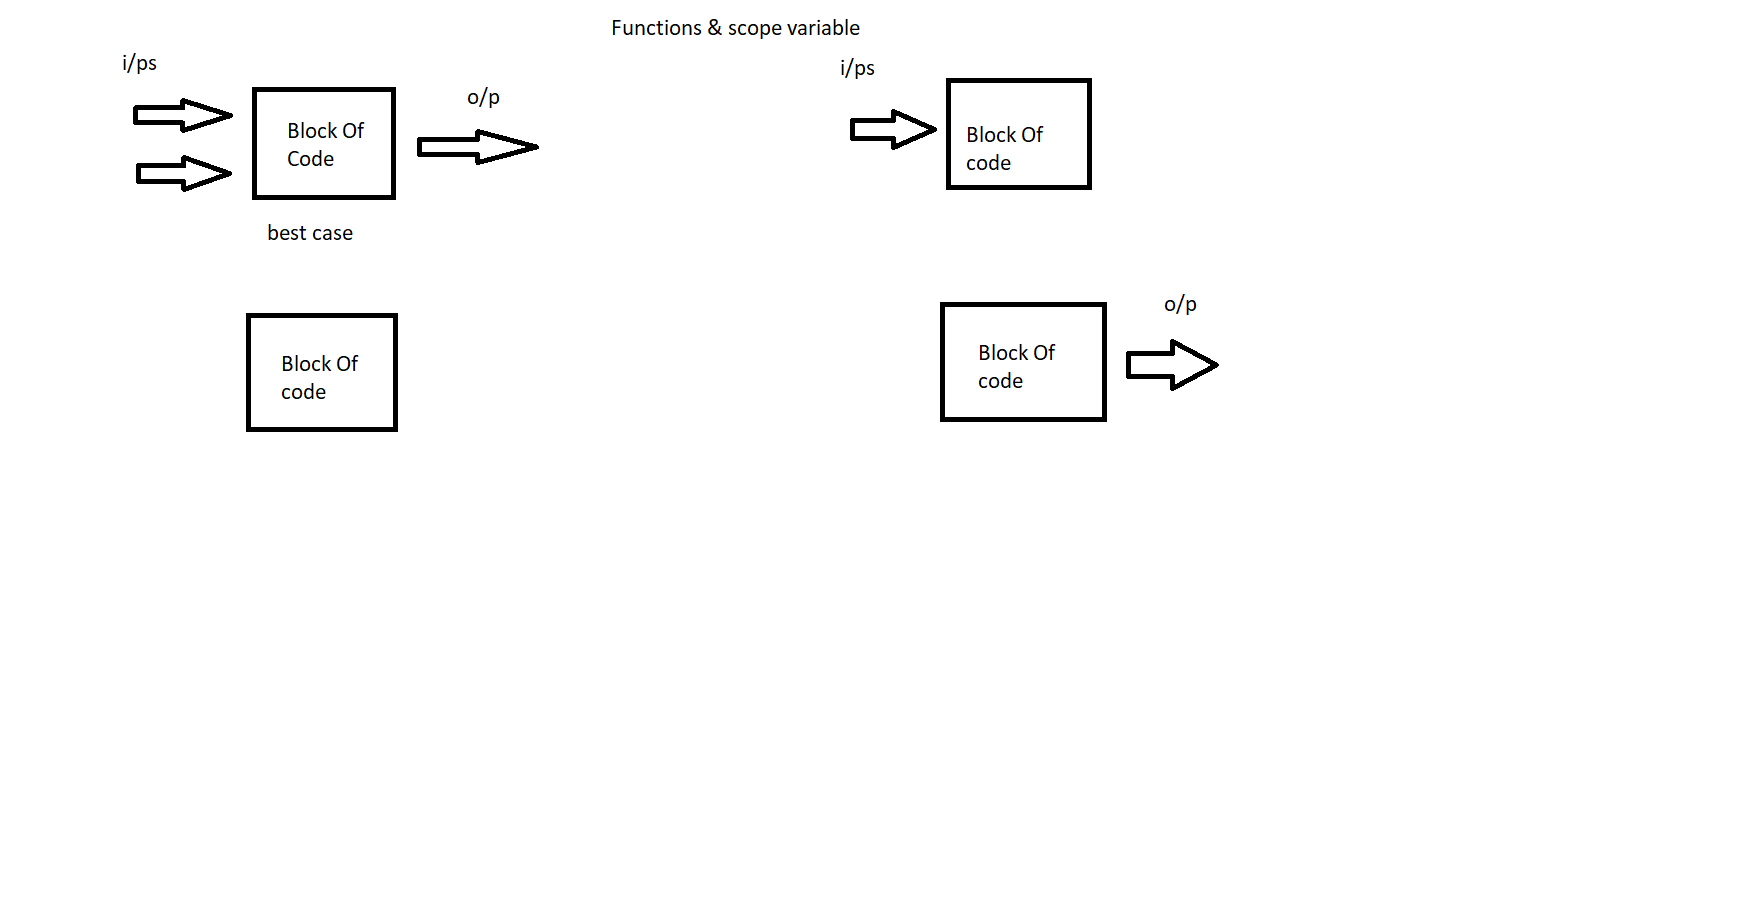 Functions & scope variable
i/ps
o/p
Block Of
Code
best case
i/ps
Block Of
code
Block Of
code
o/p
Block Of
code